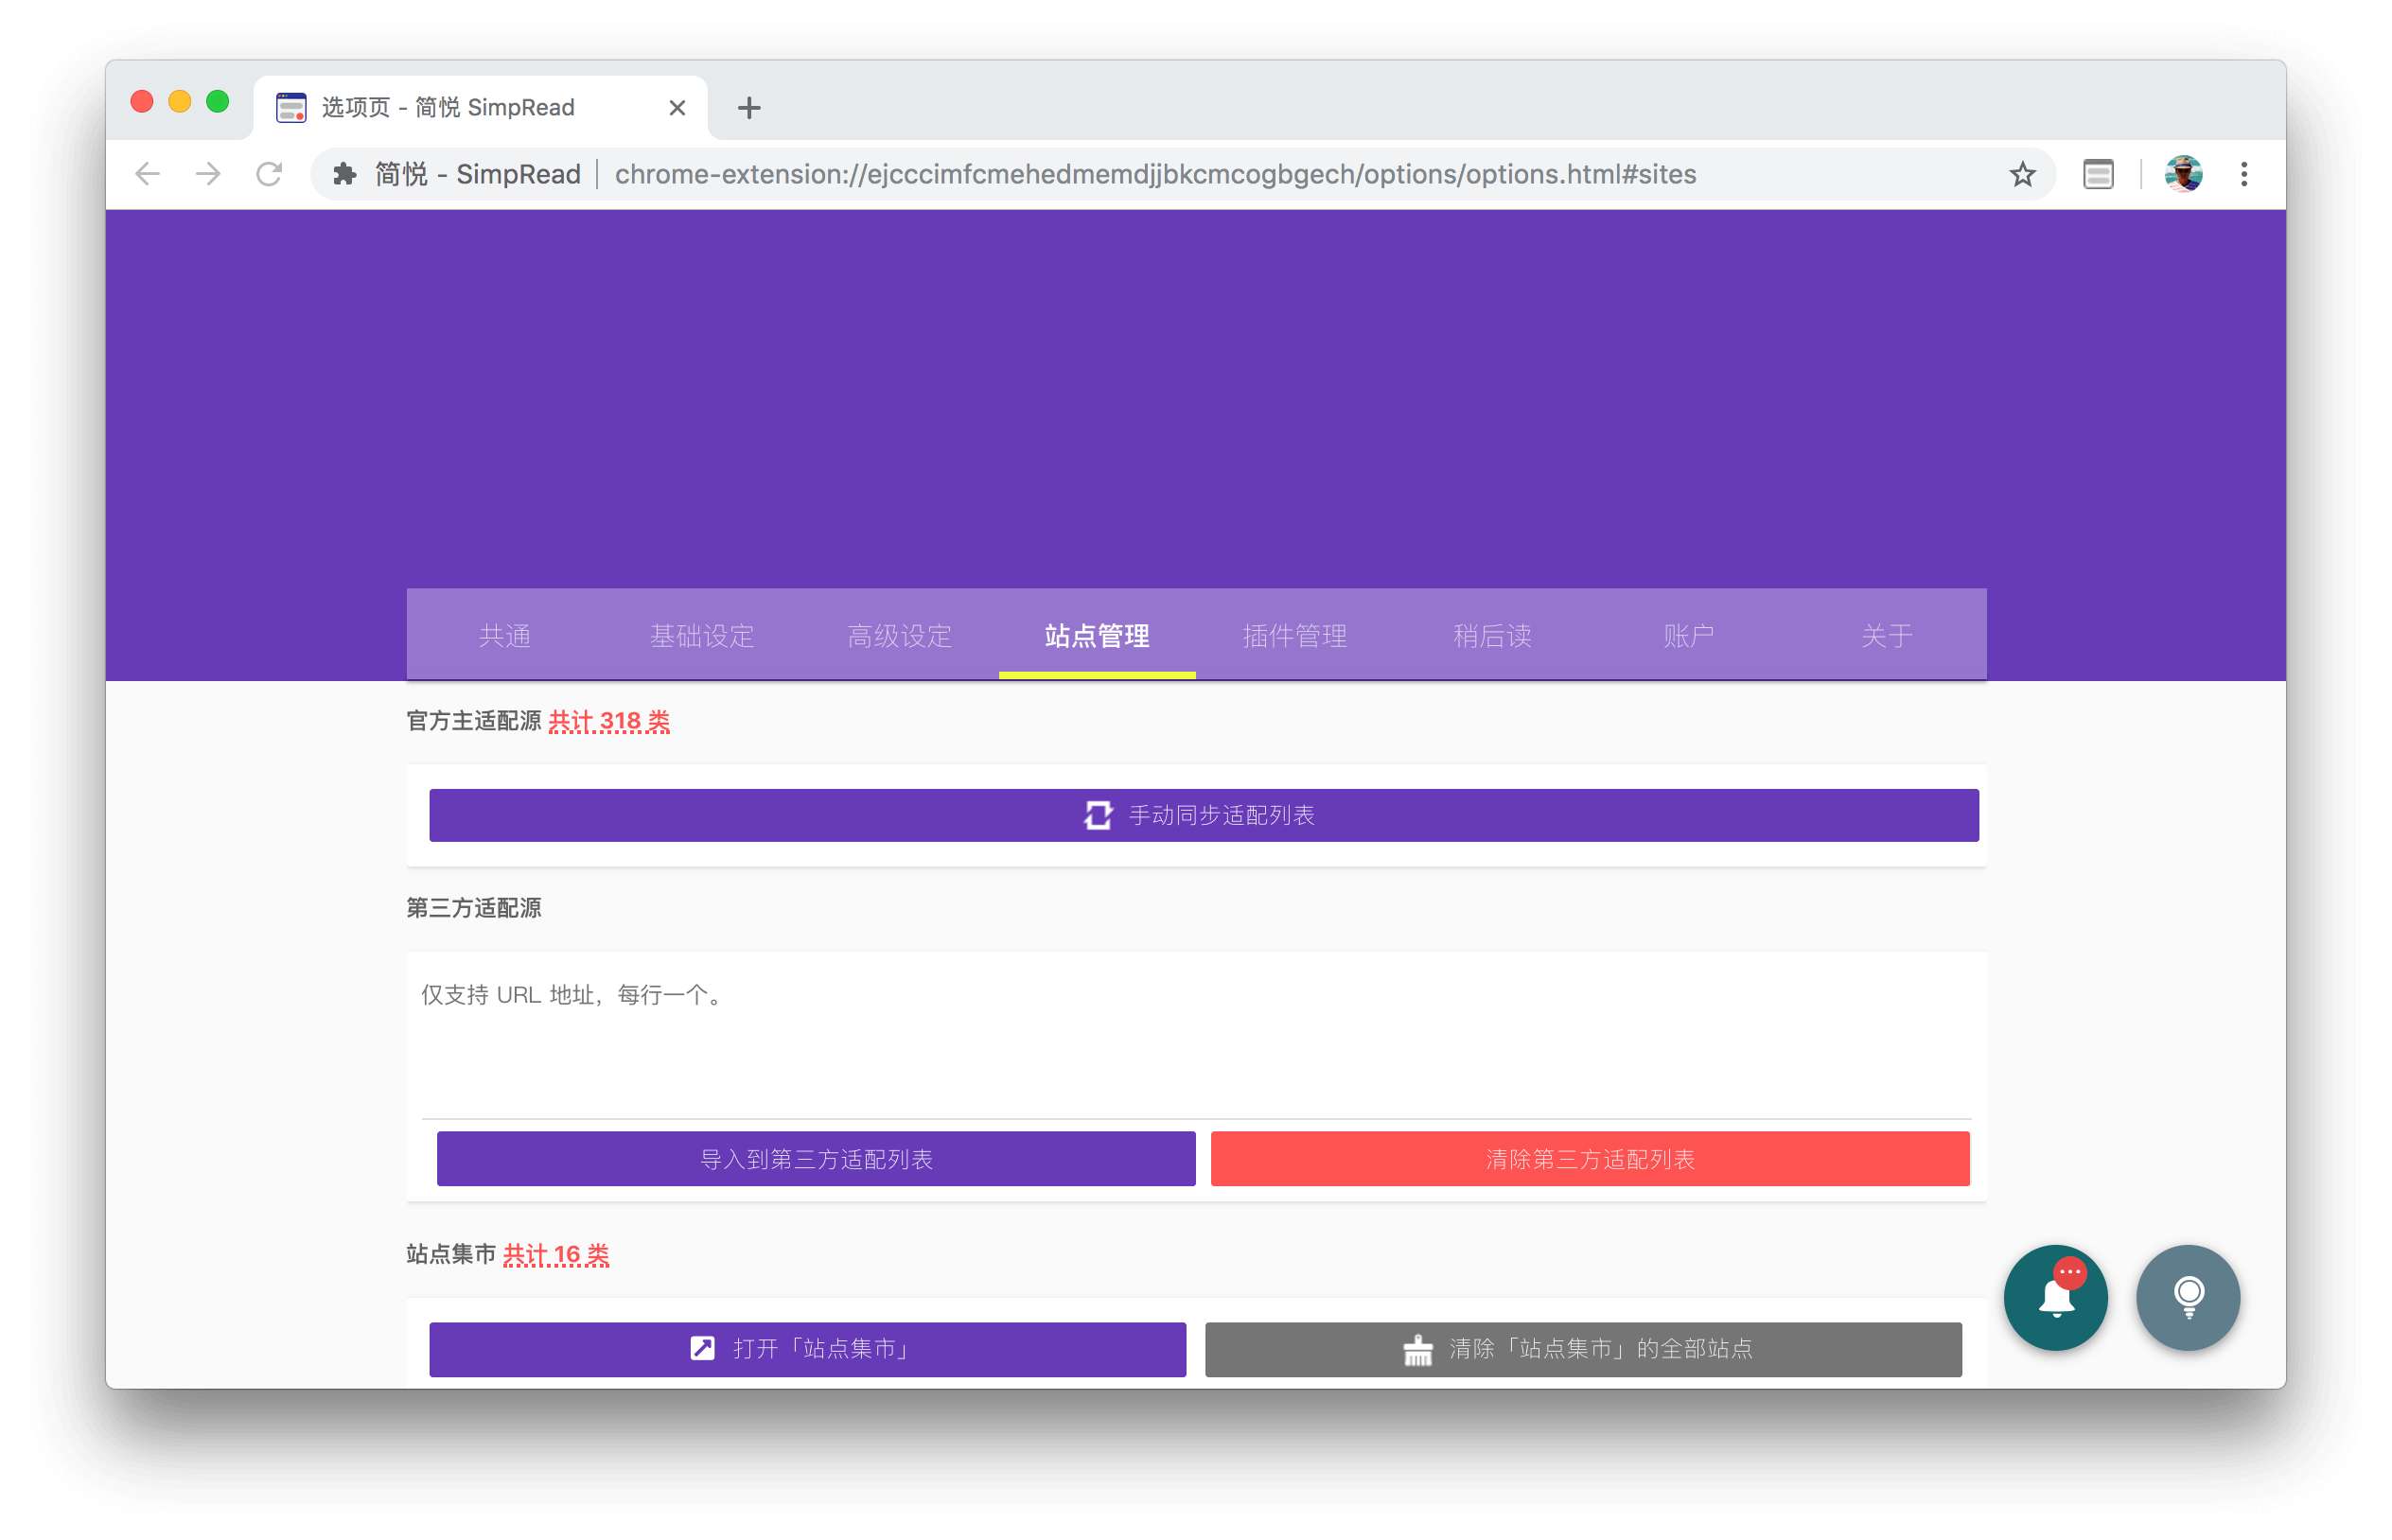 选项页 - 简悦 SimpRead
简悦 - SimpRead chrome-extension://ejcccimfcmehedmemdjjbkcmcogbgech/options/options.html#sites
共通 基础设定 高级设定 站点管理 插件管理 稍后读 账户 关于
官方主适配源 共计 318 类
手动同步适配列表
第三方适配源
仅支持 URL 地址，每行一个。
导入到第三方适配列表 清除第三方适配列表
站点集市 共计 16 类
打开「站点集市」 清除「站点集市」的全部站点